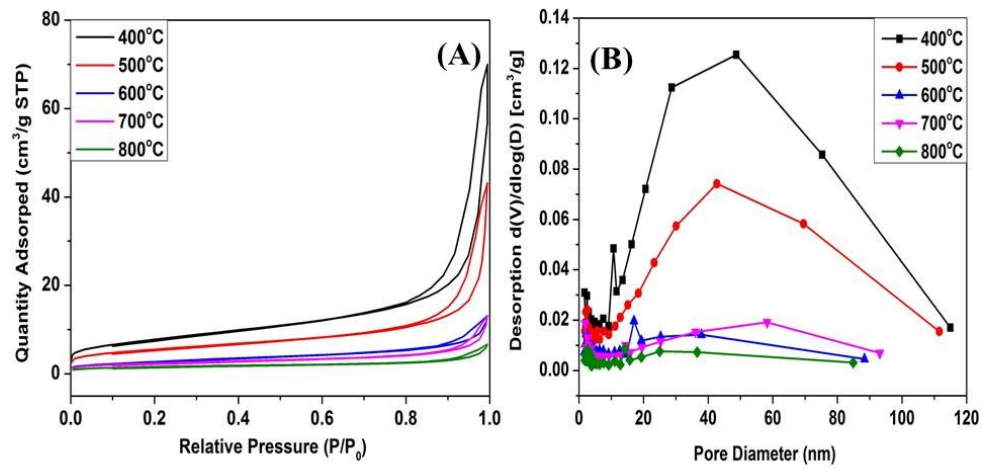 80
60
40
20
0
0.0 0.2 0.4 0.6 0.8 1.0
Quantity Adsorped (cm³/g STP)
Relative Pressure (P/P₀)
400°C
500°C
600°C
700°C
800°C
(A)
0.14
0.12
0.10
0.08
0.06
0.04
0.02
0.00
0 20 40 60 80 100 120
Desorption d(V)/dlog(D) [cm³/g]
Pore Diameter (nm)
(B)
400°C
500°C
600°C
700°C
800°C